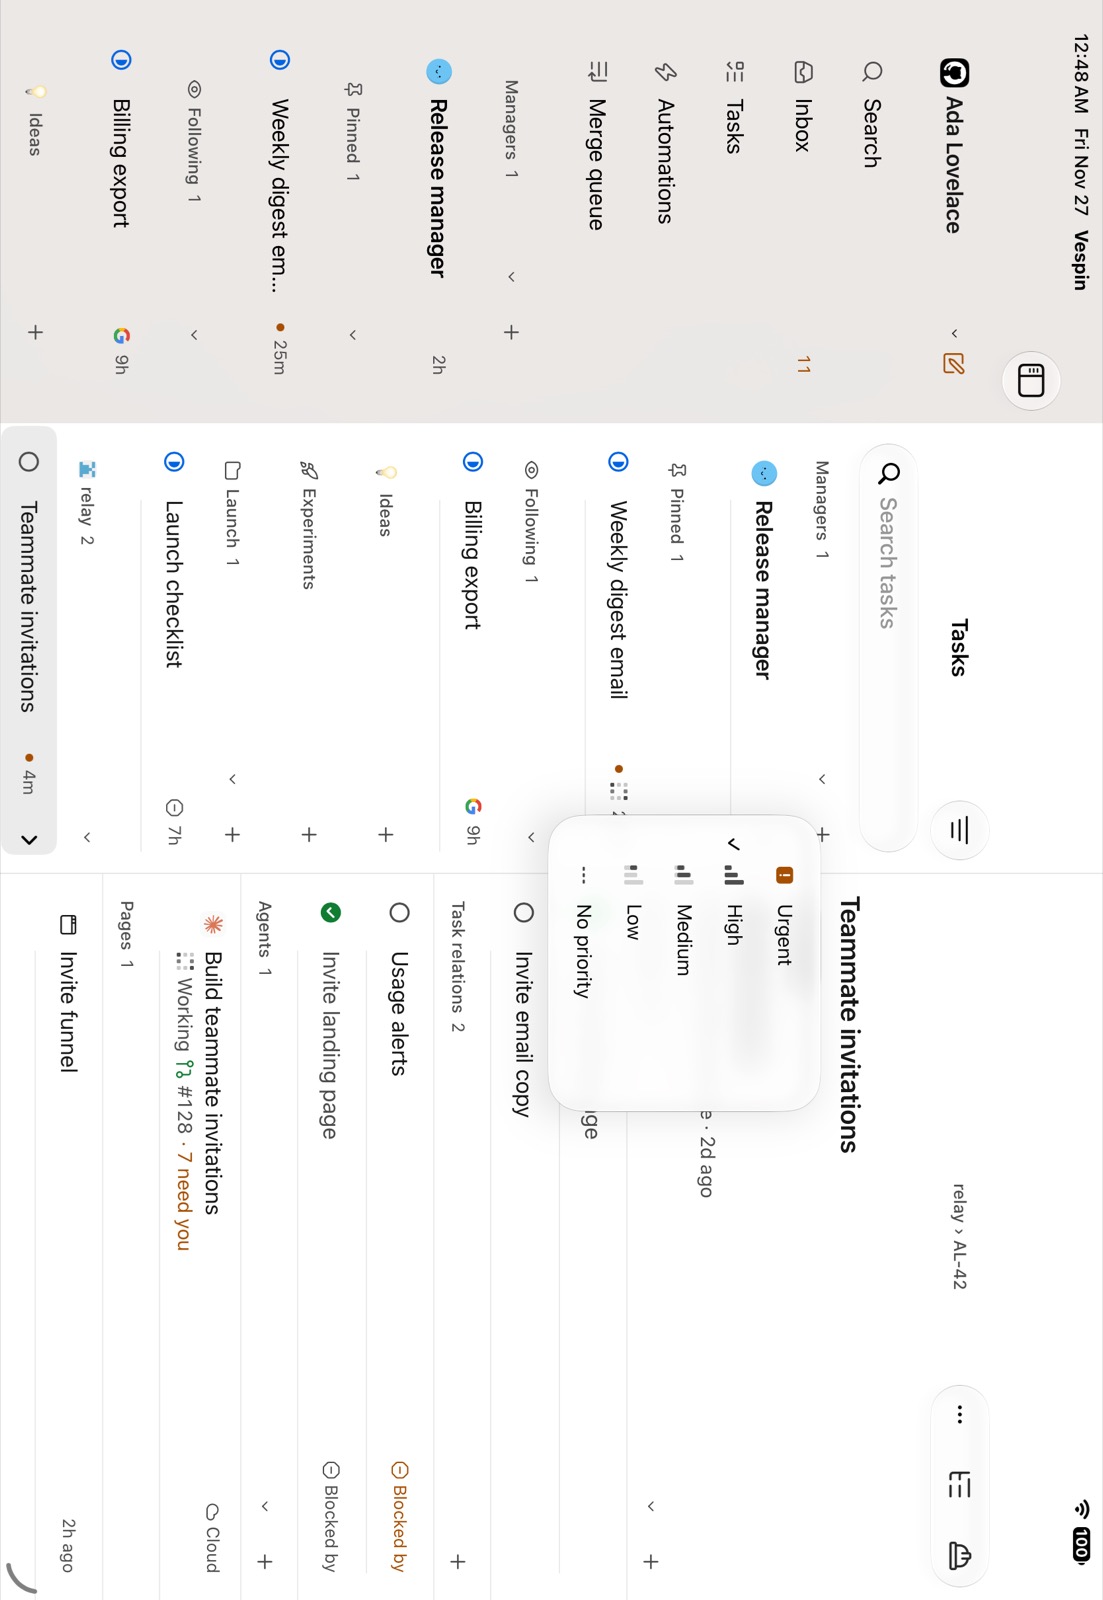 12:48 AM Fri Nov 27 Vespin
100
Ada Lovelace
Search
Inbox 11
Tasks
Automations
Merge queue
Managers 1
Release manager 2h
Pinned 1
Weekly digest em... 25m
Following 1
Billing export 9h
Ideas
Tasks
Search tasks
Managers 1
Release manager
Pinned 1
Weekly digest email
Following 1
Billing export 9h
Ideas
Experiments
Launch 1
Launch checklist 7h
relay 2
Teammate invitations 4m
relay › AL-42
Teammate invitations
Urgent
High
Medium
Low
No priority
· 2d ago
Invite email copy
Task relations 2
Usage alerts Blocked by
Invite landing page Blocked by
Agents 1
Build teammate invitations Cloud
Working #128 · 7 need you
Pages 1
Invite funnel 2h ago